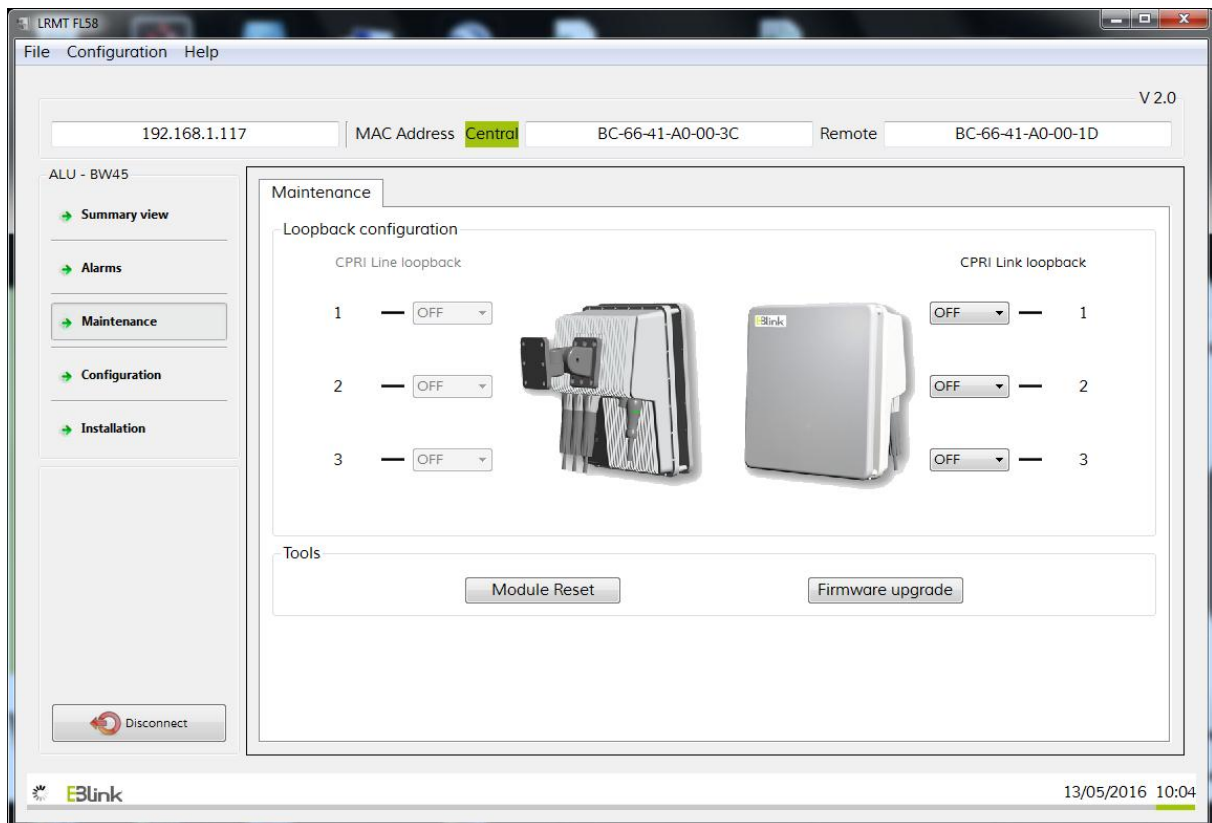 LRMT FL58
File Configuration Help
V 2.0
192.168.1.117 MAC Address Central BC-66-41-A0-00-3C Remote BC-66-41-A0-00-1D
ALU - BW45
Summary view
Alarms
Maintenance
Configuration
Installation
Disconnect
Maintenance
Loopback configuration
CPRI Line loopback CPRI Link loopback
1 OFF EBlink OFF 1
2 OFF OFF 2
3 OFF OFF 3
Tools
Module Reset Firmware upgrade
EBlink 13/05/2016 10:04